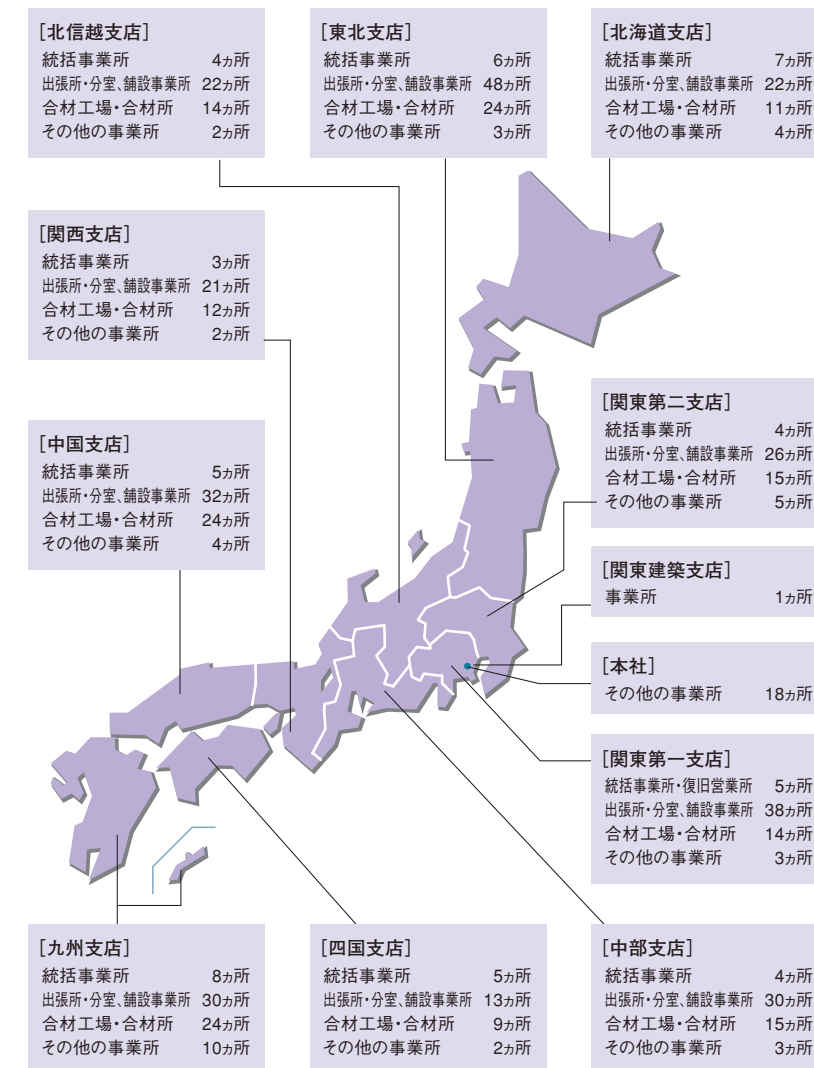 [北信越支店]
統括事業所 4ヵ所
出張所・分室、舗設事業所 22ヵ所
合材工場・合材所 14ヵ所
その他の事業所 2ヵ所
[東北支店]
統括事業所 6ヵ所
出張所・分室、舗設事業所 48ヵ所
合材工場・合材所 24ヵ所
その他の事業所 3ヵ所
[北海道支店]
統括事業所 7ヵ所
出張所・分室、舗設事業所 22ヵ所
合材工場・合材所 11ヵ所
その他の事業所 4ヵ所
[関西支店]
統括事業所 3ヵ所
出張所・分室、舗設事業所 21ヵ所
合材工場・合材所 12ヵ所
その他の事業所 2ヵ所
[中国支店]
統括事業所 5ヵ所
出張所・分室、舗設事業所 32ヵ所
合材工場・合材所 24ヵ所
その他の事業所 4ヵ所
[関東第二支店]
統括事業所 4ヵ所
出張所・分室、舗設事業所 26ヵ所
合材工場・合材所 15ヵ所
その他の事業所 5ヵ所
[関東建築支店]
事業所 1ヵ所
[本社]
その他の事業所 18ヵ所
[関東第一支店]
統括事業所・復旧営業所 5ヵ所
出張所・分室、舗設事業所 38ヵ所
合材工場・合材所 14ヵ所
その他の事業所 3ヵ所
[九州支店]
統括事業所 8ヵ所
出張所・分室、舗設事業所 30ヵ所
合材工場・合材所 24ヵ所
その他の事業所 10ヵ所
[四国支店]
統括事業所 5ヵ所
出張所・分室、舗設事業所 13ヵ所
合材工場・合材所 9ヵ所
その他の事業所 2ヵ所
[中部支店]
統括事業所 4ヵ所
出張所・分室、舗設事業所 30ヵ所
合材工場・合材所 15ヵ所
その他の事業所 3ヵ所